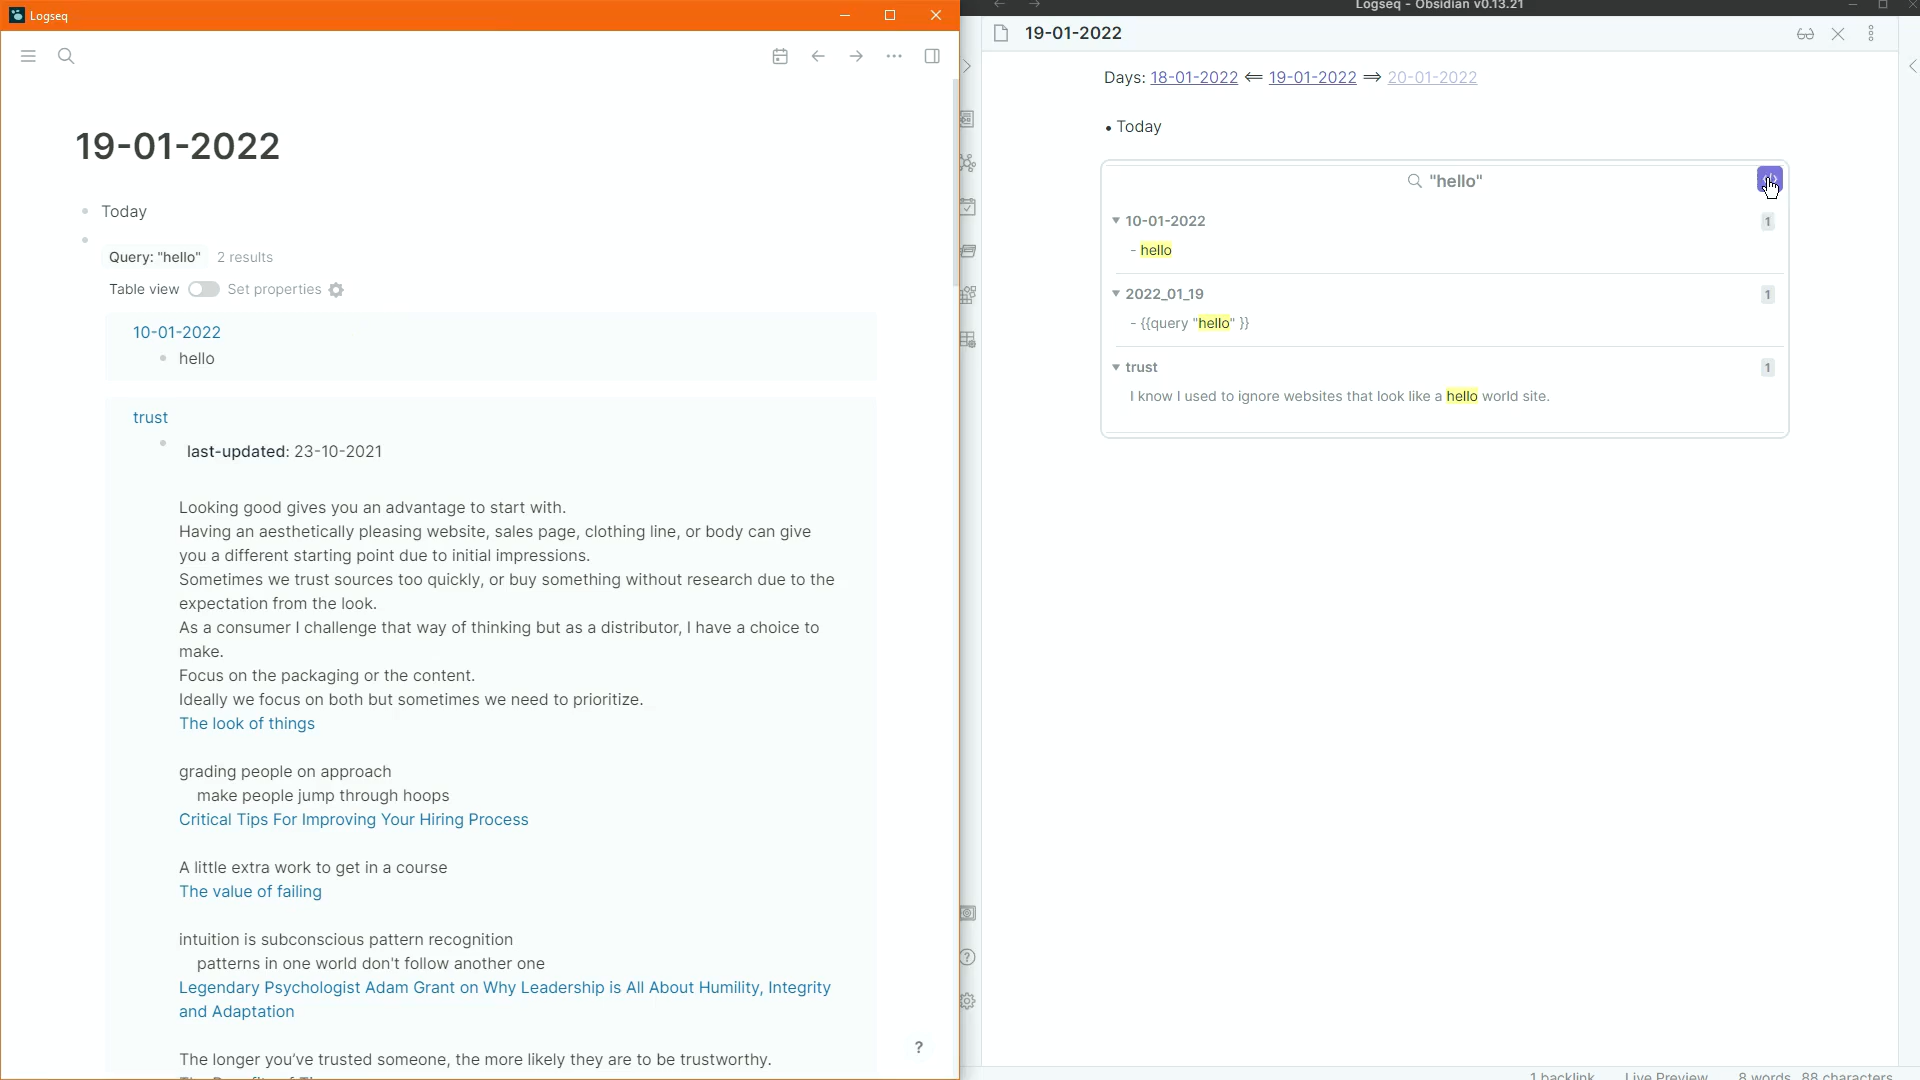 Logseq
19-01-2022
Today
Query: "hello" 2 results
Table view Set properties
10-01-2022
hello
trust
last-updated: 23-10-2021
Looking good gives you an advantage to start with.
Having an aesthetically pleasing website, sales page, clothing line, or body can give
you a different starting point due to initial impressions.
Sometimes we trust sources too quickly, or buy something without research due to the
expectation from the look.
As a consumer I challenge that way of thinking but as a distributor, I have a choice to
make.
Focus on the packaging or the content.
Ideally we focus on both but sometimes we need to prioritize.
The look of things
grading people on approach
make people jump through hoops
Critical Tips For Improving Your Hiring Process
A little extra work to get in a course
The value of failing
intuition is subconscious pattern recognition
patterns in one world don't follow another one
Legendary Psychologist Adam Grant on Why Leadership is All About Humility, Integrity
and Adaptation
The longer you've trusted someone, the more likely they are to be trustworthy.
?
Logseq - Obsidian v0.13.21
19-01-2022
Days: 18-01-2022 ⟸ 19-01-2022 ⟹ 20-01-2022
• Today
"hello"
10-01-2022 1
- hello
2022_01_19 1
- {{query "hello" }}
trust 1
I know I used to ignore websites that look like a hello world site.
1 backlink Live Preview 8 words 88 characters